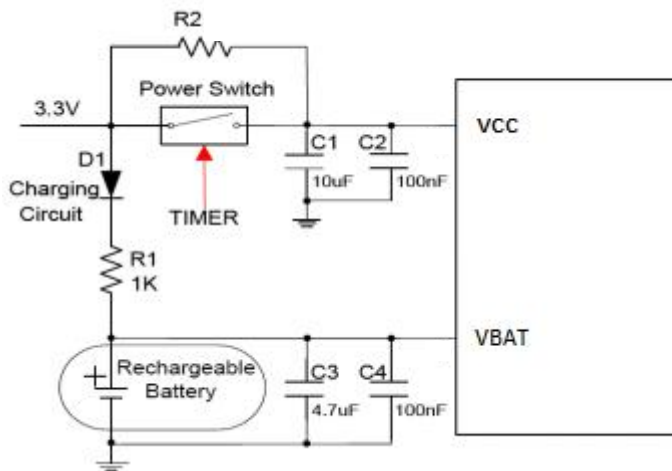 R2
Power Switch
3.3V
VCC
C1
C2
10uF
100nF
D1
Charging
Circuit
TIMER
R1
1K
VBAT
+
Rechargeable
Battery
C3
C4
4.7uF
100nF